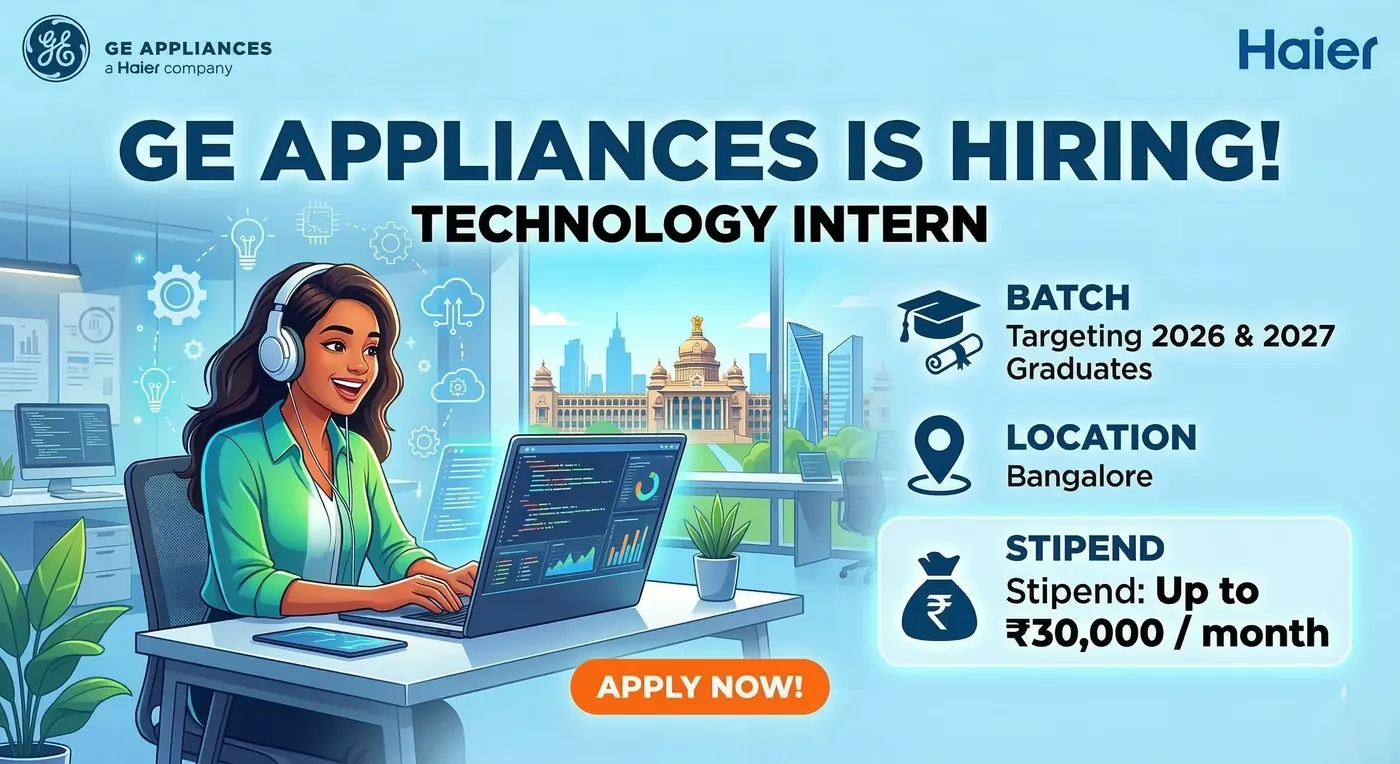 GE APPLIANCES
a Haier company
Haier
GE APPLIANCES IS HIRING!
TECHNOLOGY INTERN
BATCH
Targeting 2026 & 2027
Graduates
LOCATION
Bangalore
STIPEND
Stipend: Up to
₹30,000 / month
APPLY NOW!